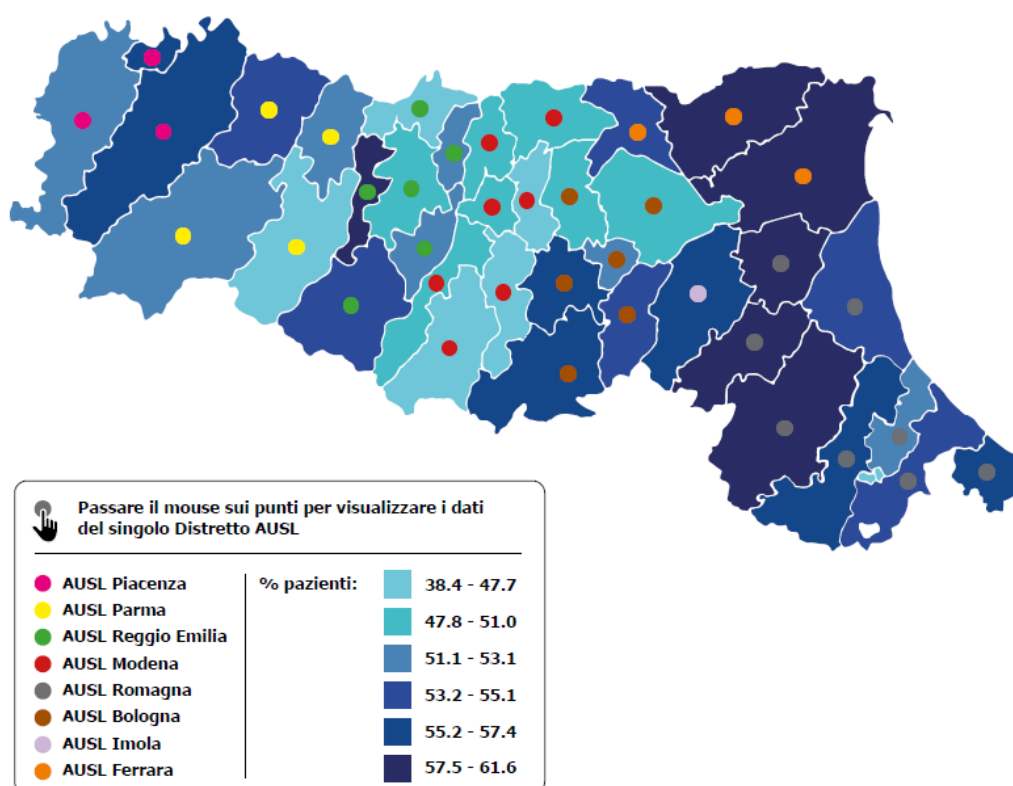 Passare il mouse sui punti per visualizzare i dati
del singolo Distretto AUSL
AUSL Piacenza
AUSL Parma
AUSL Reggio Emilia
AUSL Modena
AUSL Romagna
AUSL Bologna
AUSL Imola
AUSL Ferrara
% pazienti:
38.4 - 47.7
47.8 - 51.0
51.1 - 53.1
53.2 - 55.1
55.2 - 57.4
57.5 - 61.6